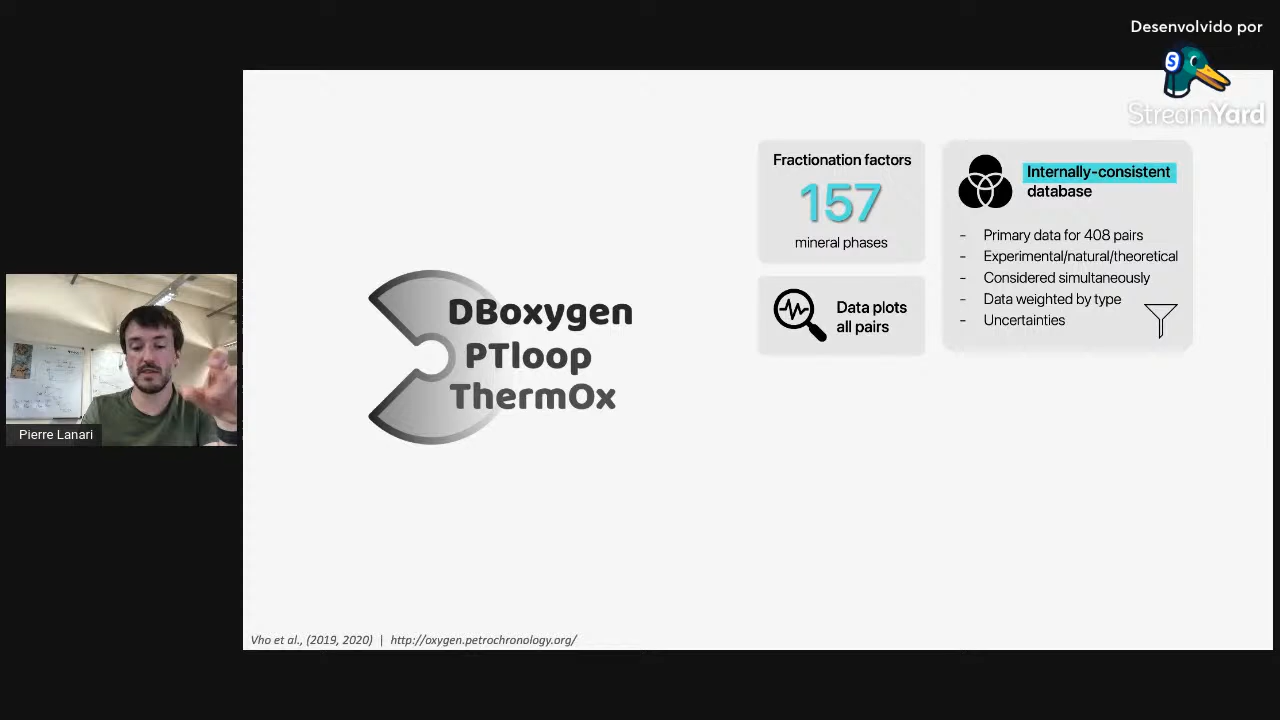 Desenvolvido por
S
StreamYard
Fractionation factors
157
mineral phases
Internally-consistent
database
- Primary data for 408 pairs
- Experimental/natural/theoretical
- Considered simultaneously
- Data weighted by type
- Uncertainties
Data plots
all pairs
DBoxygen
PTloop
ThermOx
Pierre Lanari
Vho et al., (2019, 2020) | http://oxygen.petrochronology.org/